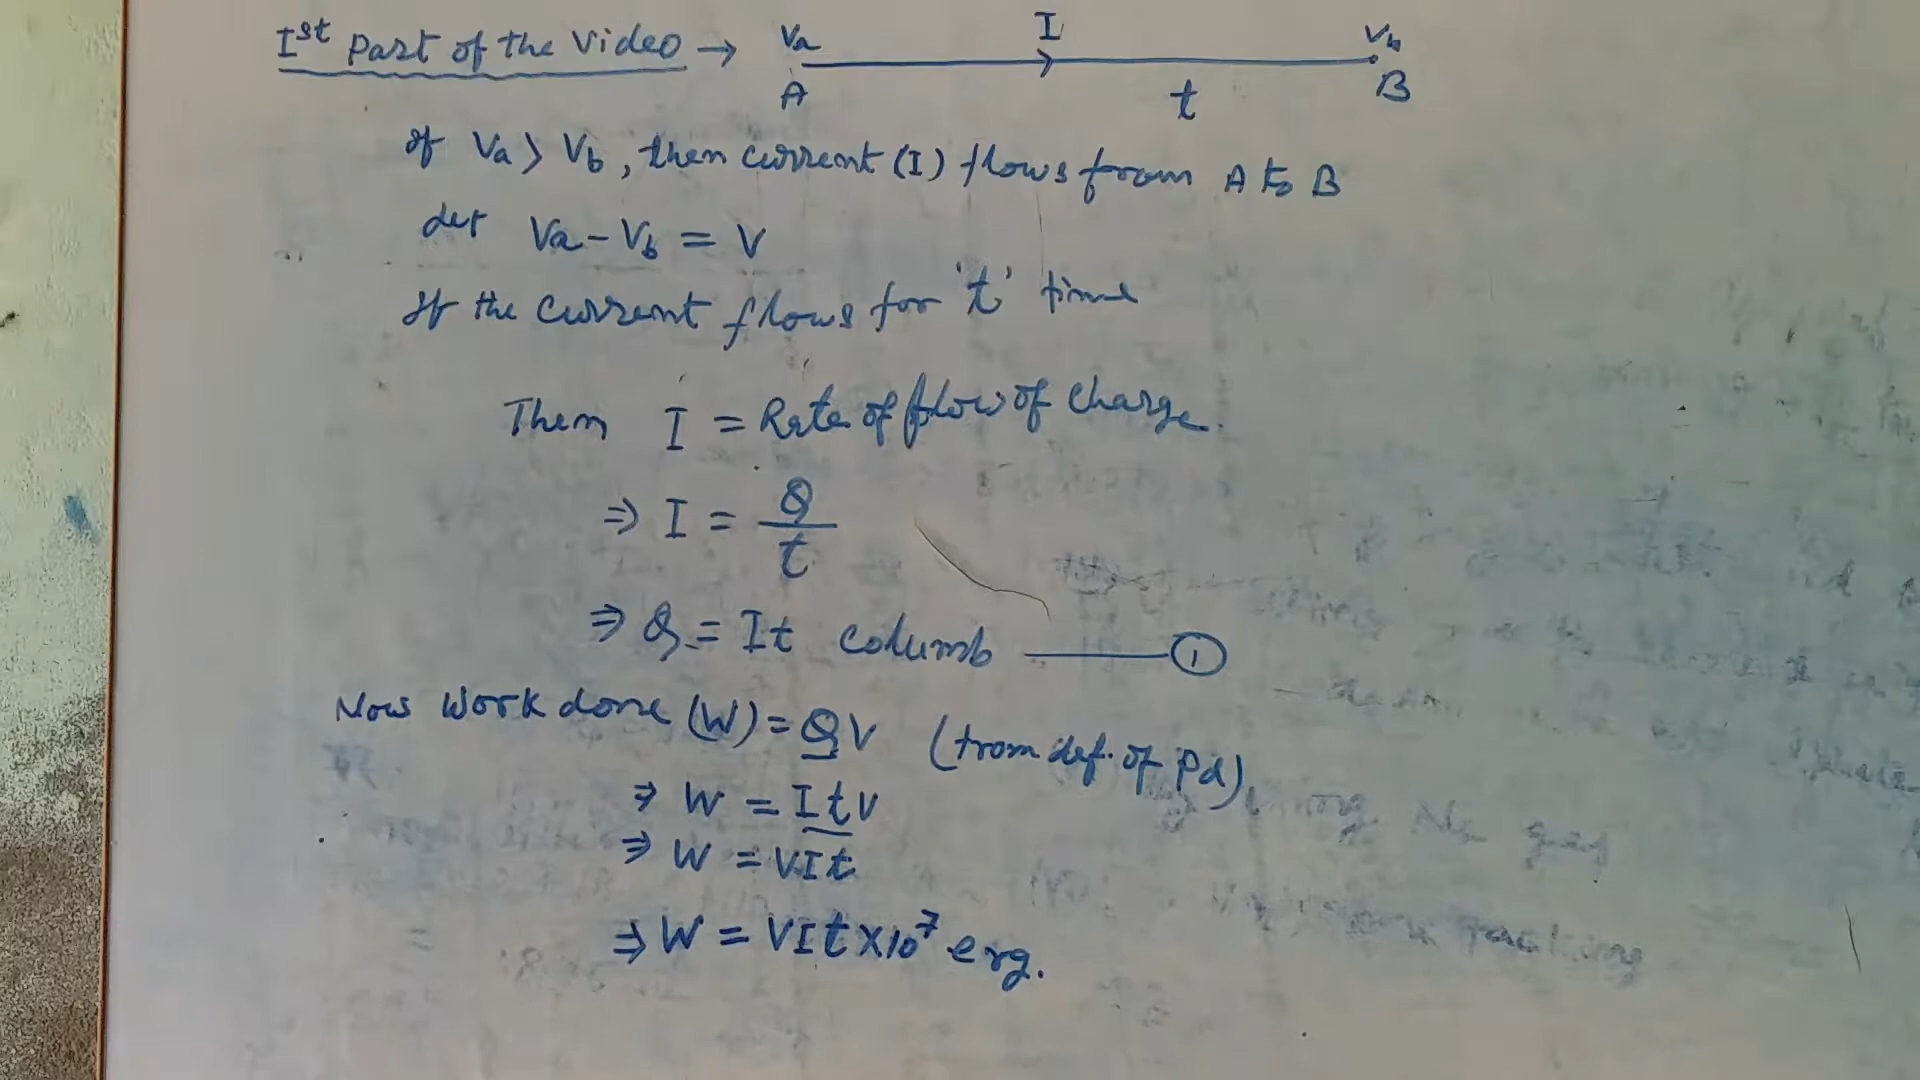 Ist Part of the Video → Va I Vb
A t B
If Va > Vb, then current (I) flows from A to B
Let Va - Vb = V
If the current flows for 't' time
Then I = Rate of flow of charge.
⇒ I = Q/t
⇒ Q = It columb ——— ①
Now Work done (W) = QV (from def. of Pd)
⇒ W = ItV
⇒ W = VIt
⇒ W = VIt×10⁷ erg.